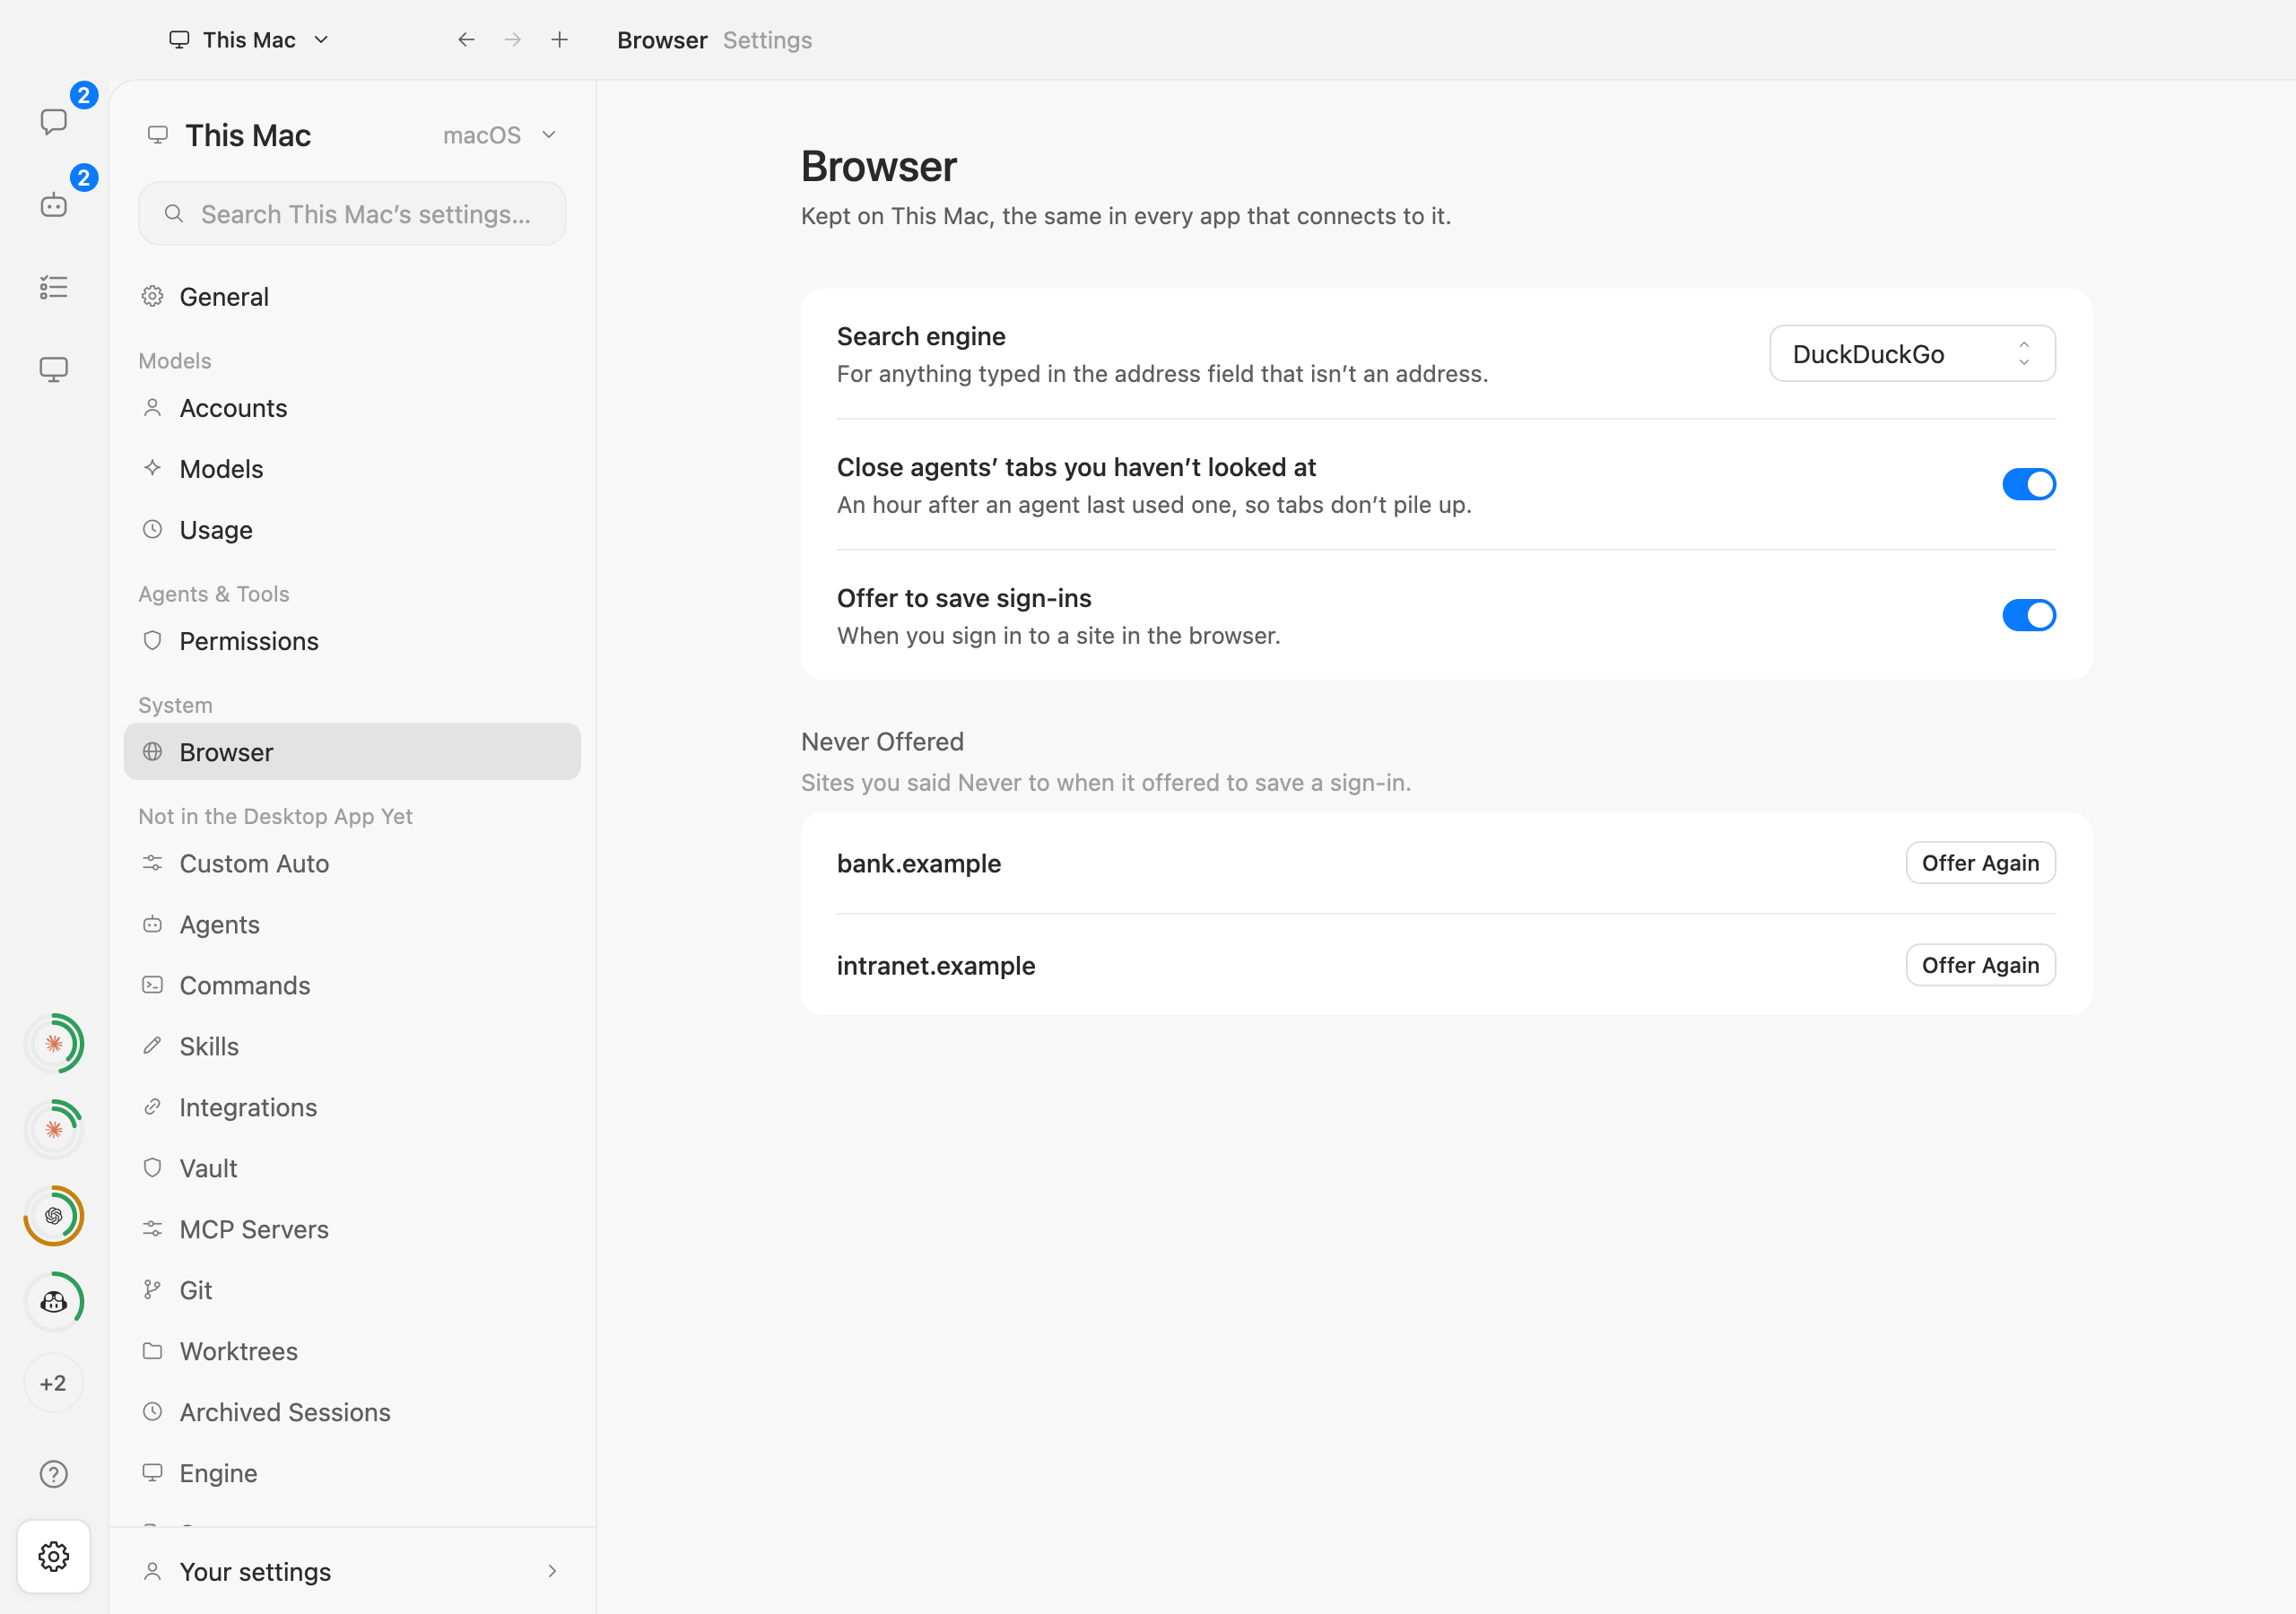 This Mac
Browser Settings
2
2
This Mac
macOS
Search This Mac’s settings...
General
Models
Accounts
Models
Usage
Agents & Tools
Permissions
System
Browser
Not in the Desktop App Yet
Custom Auto
Agents
Commands
Skills
Integrations
Vault
MCP Servers
Git
Worktrees
Archived Sessions
Engine
Your settings
+2
Browser
Kept on This Mac, the same in every app that connects to it.
Search engine
For anything typed in the address field that isn’t an address.
DuckDuckGo
Close agents’ tabs you haven’t looked at
An hour after an agent last used one, so tabs don’t pile up.
Offer to save sign-ins
When you sign in to a site in the browser.
Never Offered
Sites you said Never to when it offered to save a sign-in.
bank.example
Offer Again
intranet.example
Offer Again